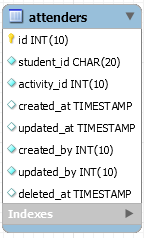 attenders
id INT(10)
student_id CHAR(20)
activity_id INT(10)
created_at TIMESTAMP
updated_at TIMESTAMP
created_by INT(10)
updated_by INT(10)
deleted_at TIMESTAMP
Indexes